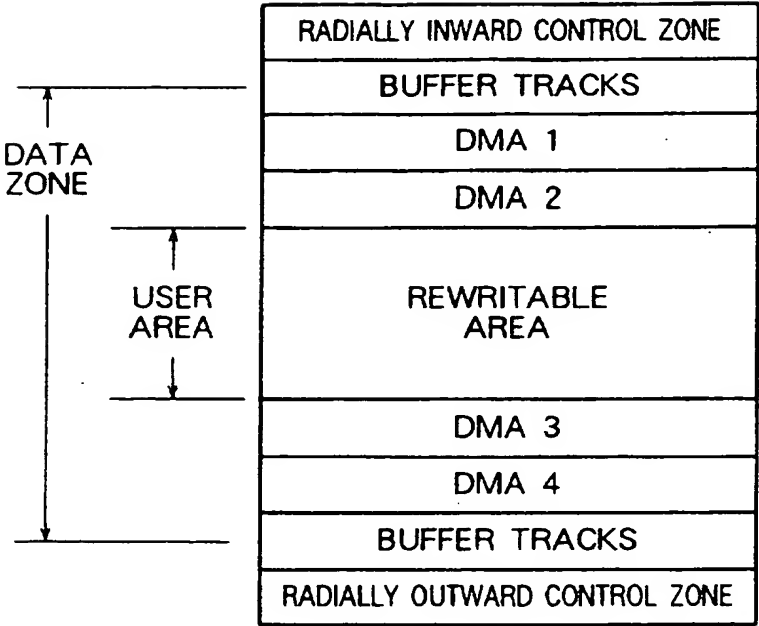 RADIALLY INWARD CONTROL ZONE
BUFFER TRACKS
DMA 1
DATA
ZONE
DMA 2
USER
AREA
REWRITABLE
AREA
DMA 3
DMA 4
BUFFER TRACKS
RADIALLY OUTWARD CONTROL ZONE